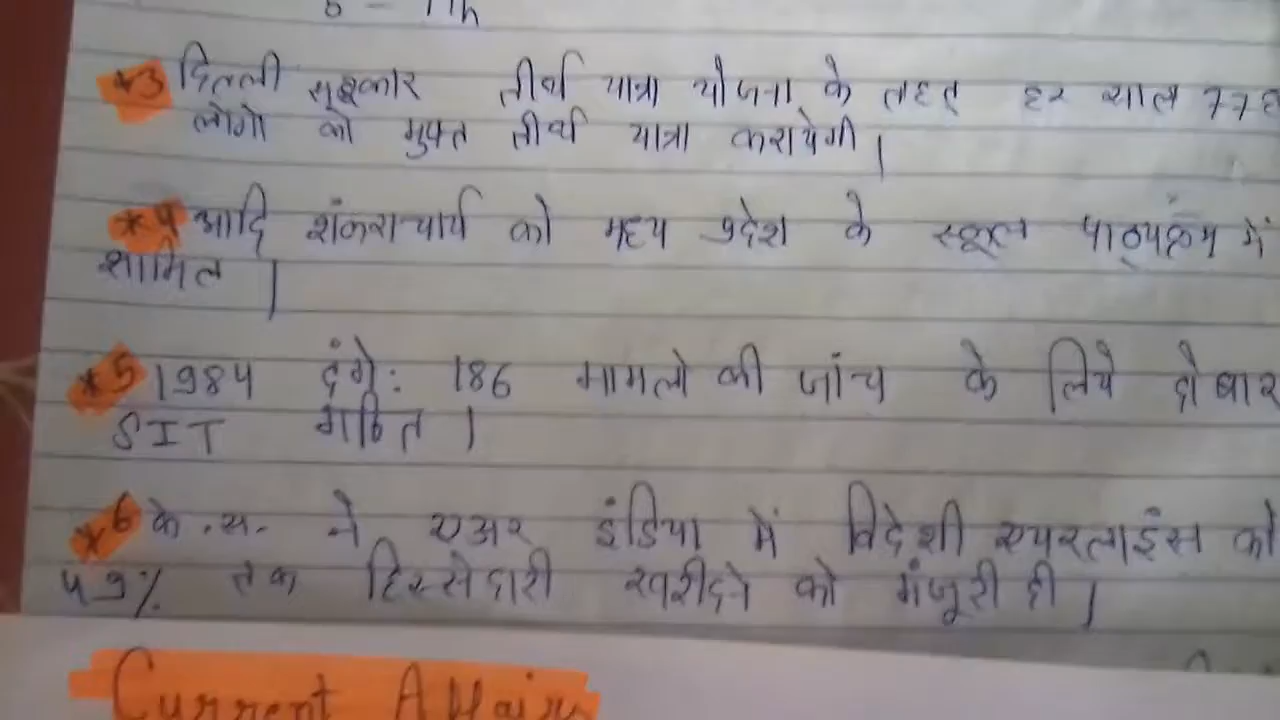 *3 दिल्ली सरकार तीर्थ यात्रा योजना के तहत हर साल 77
लोगो को मुफ्त तीर्थ यात्रा करायेगी।
*4 आदि शंकराचार्य को मध्य प्रदेश के स्कूल पाठ्यक्रम में
शामिल।
*5 1984 दंगे: 186 मामलो की जांच के लिये दोबार
SIT गठित।
*6 के.स. ने एअर इंडिया में विदेशी एयरलाइंस को
49% तक हिस्सेदारी खरीदने को मंजूरी दी।
Current Affairs